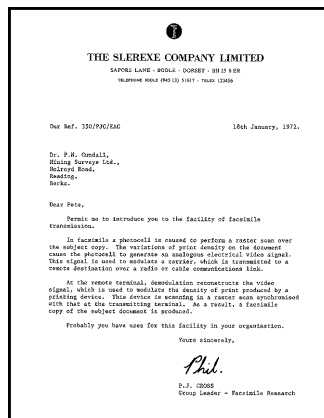 THE SLEREXE COMPANY LIMITED
SAPORS LANE - BOOLE - DORSET - BH 25 8 ER
TELEPHONE BOOLE (945 13) 51617 - TELEX 123456
Our Ref. 350/PJC/EAC 18th January, 1972.
Dr. P.N. Cundall,
Mining Surveys Ltd.,
Holroyd Road,
Reading,
Berks.
Dear Pete,
Permit me to introduce you to the facility of facsimile
transmission.
In facsimile a photocell is caused to perform a raster scan over
the subject copy. The variations of print density on the document
cause the photocell to generate an analogous electrical video signal.
This signal is used to modulate a carrier, which is transmitted to a
remote destination over a radio or cable communications link.
At the remote terminal, demodulation reconstructs the video
signal, which is used to modulate the density of print produced by a
printing device. This device is scanning in a raster scan synchronised
with that at the transmitting terminal. As a result, a facsimile
copy of the subject document is produced.
Probably you have uses for this facility in your organisation.
Yours sincerely,
Phil.
P.J. CROSS
Group Leader - Facsimile Research